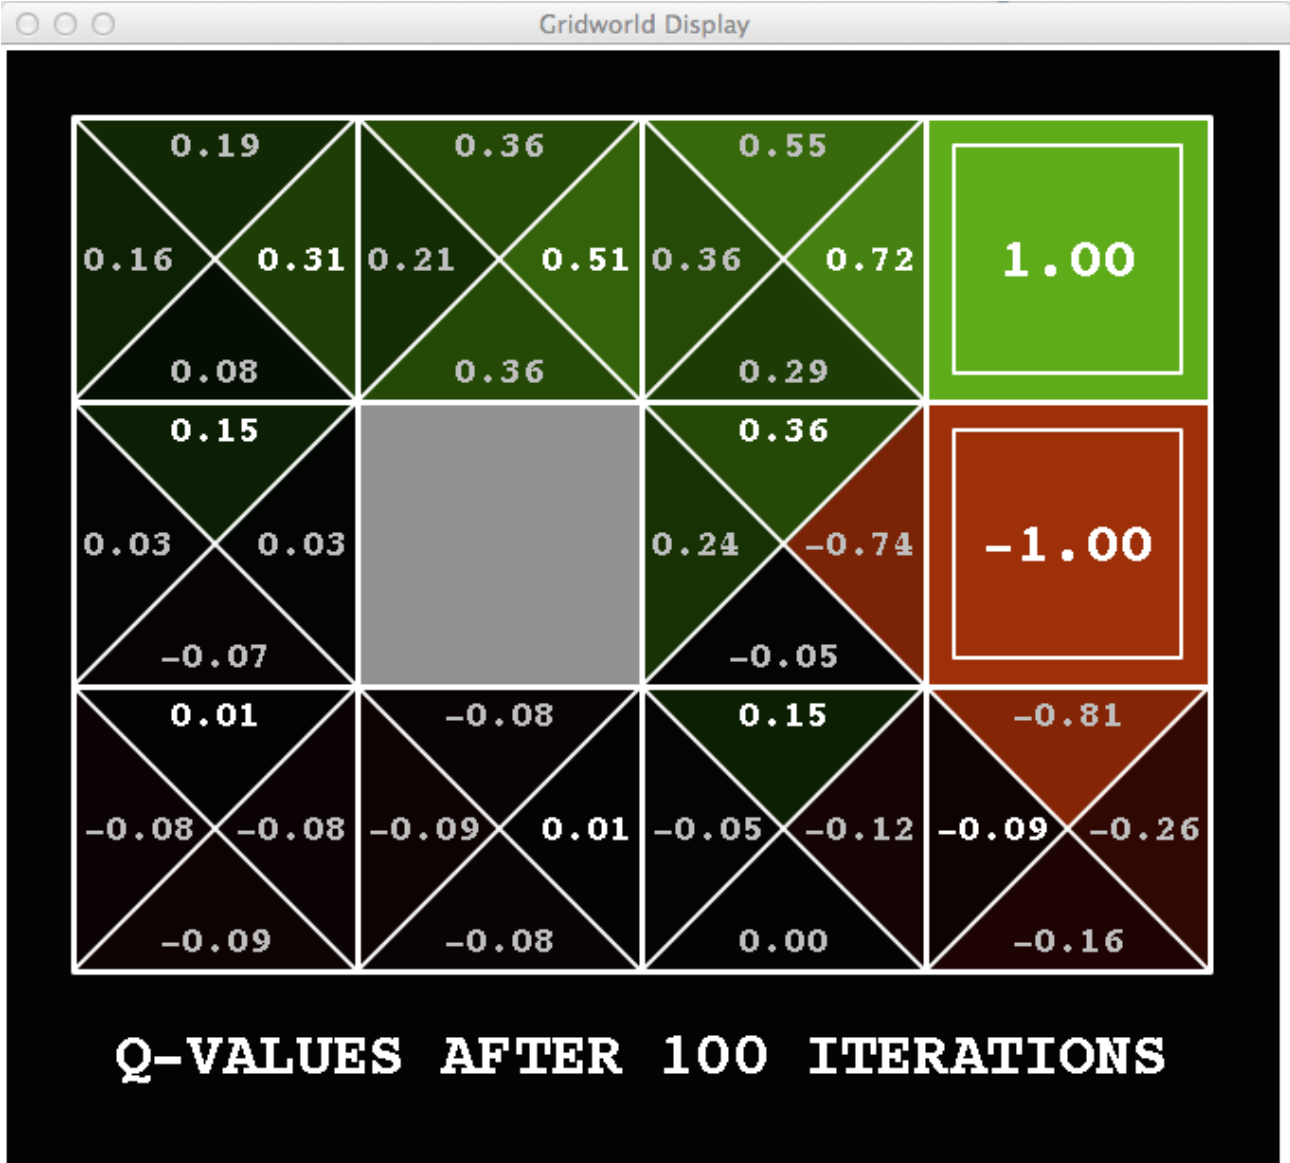 Gridworld Display
0.19 0.36 0.55
0.16 0.31 0.21 0.51 0.36 0.72 1.00
0.08 0.36 0.29
0.15 0.36
0.03 0.03 0.24 -0.74 -1.00
-0.07 -0.05
0.01 -0.08 0.15 -0.81
-0.08 -0.08 -0.09 0.01 -0.05 -0.12 -0.09 -0.26
-0.09 -0.08 0.00 -0.16
Q-VALUES AFTER 100 ITERATIONS